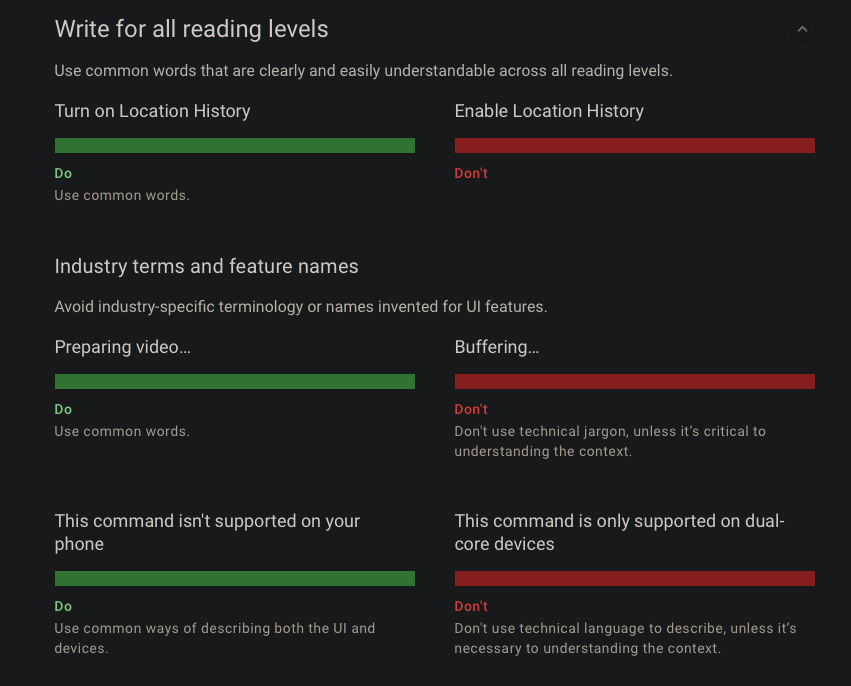 Write for all reading levels
Use common words that are clearly and easily understandable across all reading levels.
Turn on Location History
Enable Location History
Do
Use common words.
Don't
Industry terms and feature names
Avoid industry-specific terminology or names invented for UI features.
Preparing video…
Buffering…
Do
Use common words.
Don't
Don't use technical jargon, unless it’s critical to
understanding the context.
This command isn't supported on your
phone
This command is only supported on dual-
core devices
Do
Use common ways of describing both the UI and
devices.
Don't
Don't use technical language to describe, unless it’s
necessary to understanding the context.